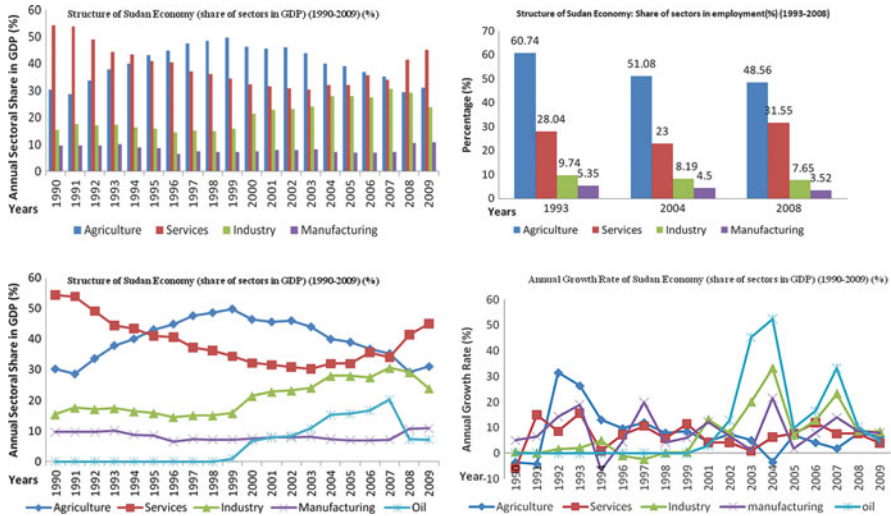 Structure of Sudan Economy (share of sectors in GDP) (1990-2009) (%)
Annual Sectoral Share in GDP (%)
60
50
40
30
20
10
0
1990 1991 1992 1993 1994 1995 1996 1997 1998 1999 2000 2001 2002 2003 2004 2005 2006 2007 2008 2009
Years
Agriculture Services Industry Manufacturing
Structure of Sudan Economy: Share of sectors in employment(%) (1993-2008)
Percentage (%)
70
60
50
40
30
20
10
0
60.74 28.04 9.74 5.35
51.08 23 8.19 4.5
48.56 31.55 7.65 3.52
Years 1993 2004 2008
Agriculture Services Industry Manufacturing
Structure of Sudan Economy (share of sectors in GDP) (1990-2009) (%)
Annual Sectoral Share in GDP (%)
60
50
40
30
20
10
0
1990 1991 1992 1993 1994 1995 1996 1997 1998 1999 2000 2001 2002 2003 2004 2005 2006 2007 2008 2009
Years
Agriculture Services Industry manufacturing Oil
Annual Growth Rate of Sudan Economy (share of sectors in GDP) (1990-2009) (%)
Annual Growth Rate (%)
60
50
40
30
20
10
0
-10
1993 1996 1997 1998 2000 2001 2002 2003 2005 2006 2007 2008 2009
Agriculture Services Industry manufacturing oil